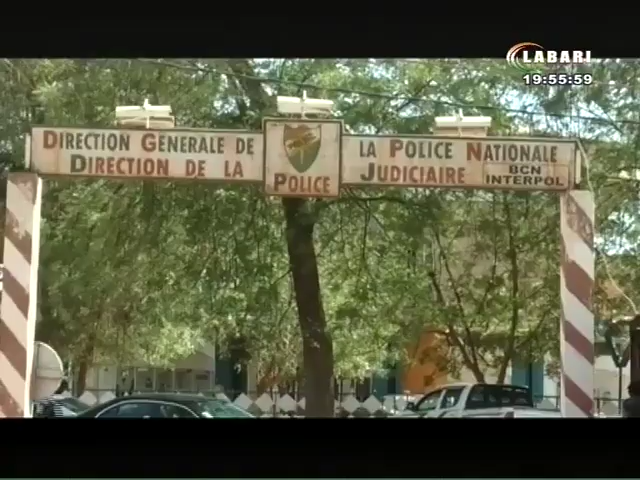 LABARI
19:55:59
DIRECTION GENERALE DE LA POLICE NATIONALE
DIRECTION DE LA POLICE JUDICIAIRE BCN INTERPOL